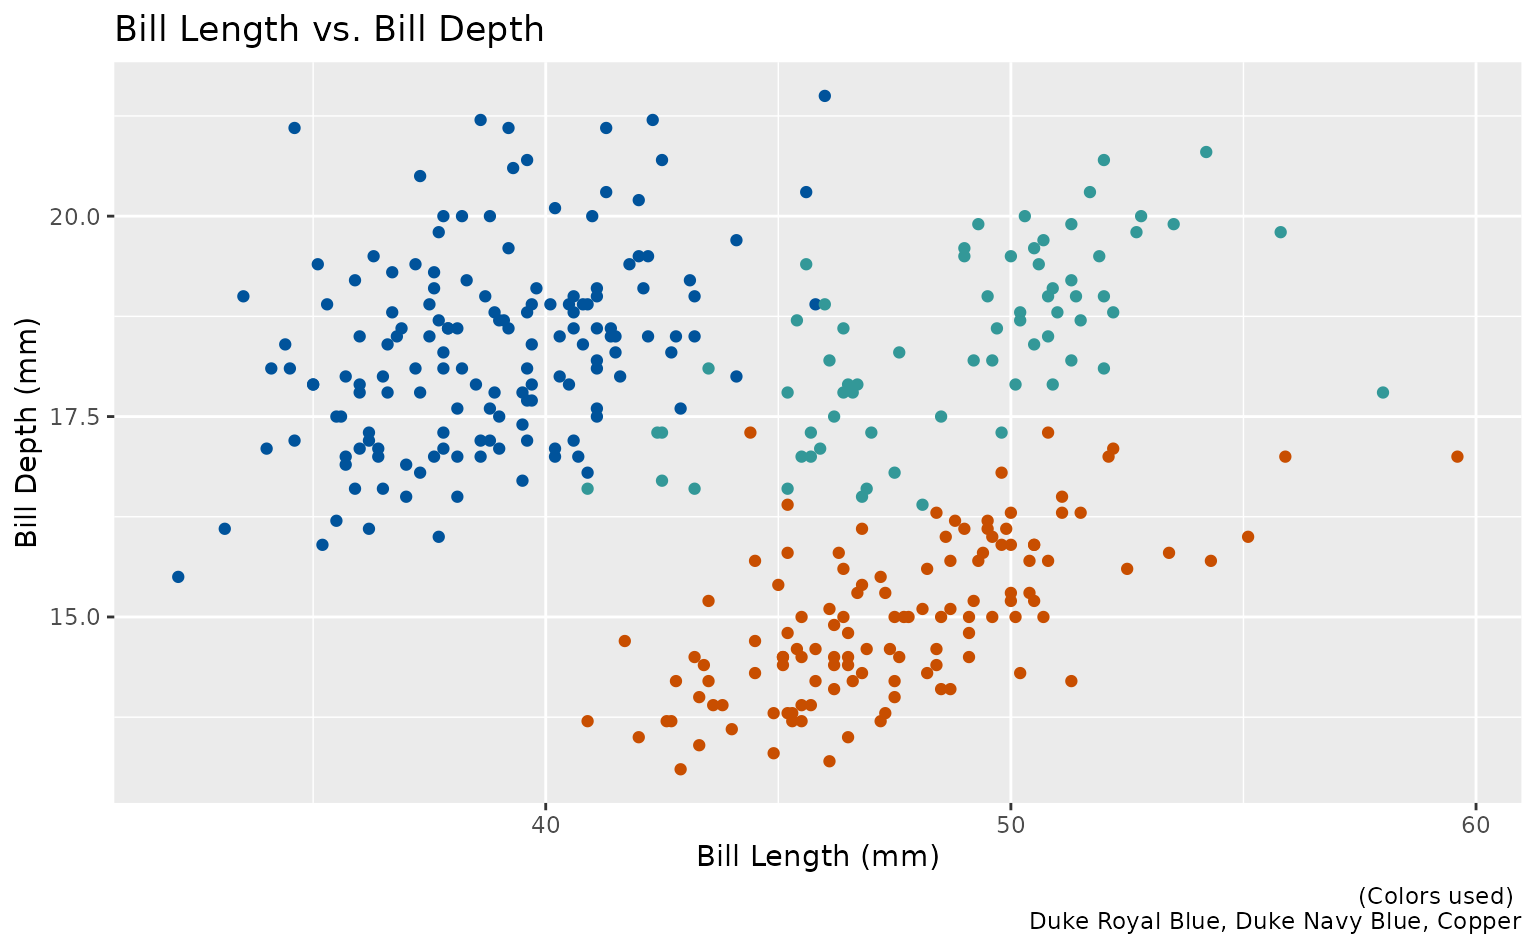 Bill Length vs. Bill Depth
Bill Depth (mm)
20.0
17.5
15.0
40
50
60
Bill Length (mm)
(Colors used)
Duke Royal Blue, Duke Navy Blue, Copper